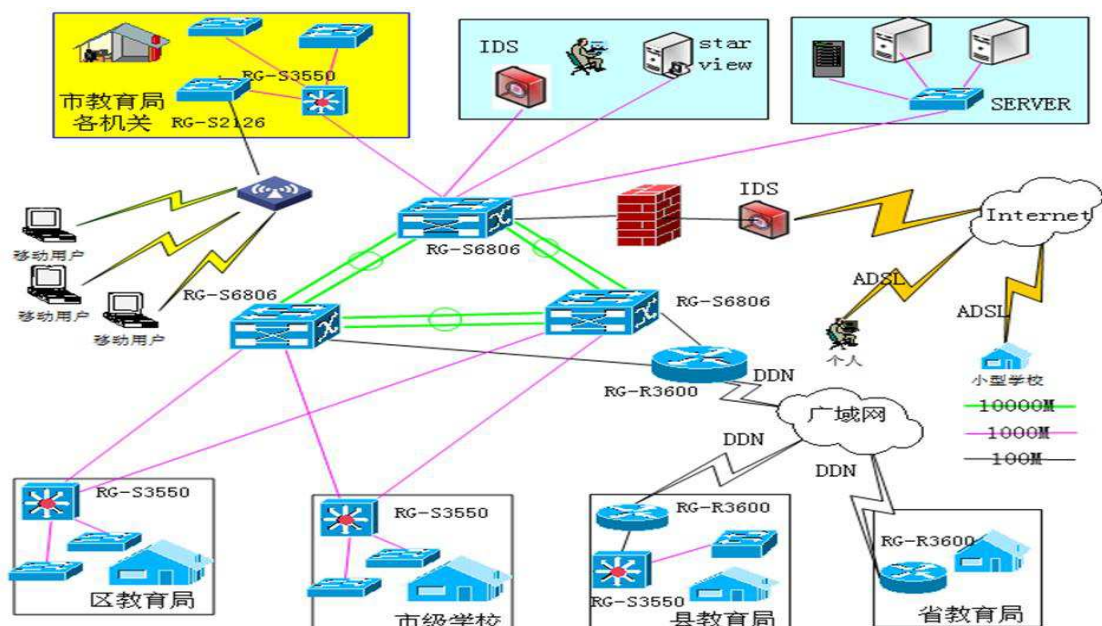 IDS
star
view
RG-S3550
市教育局
各机关
RG-S2126
SERVER
IDS
Internet
RG-S6806
移动用户
RG-S6806
RG-S6806
ADSL
移动用户
ADSL
移动用户
个人
小型学校
RG-R3600
DDN
10000M
广域网
1000M
DDN
100M
DDN
RG-S3550
RG-S3550
RG-R3600
RG-R3600
RG-S3550
区教育局
市级学校
县教育局
省教育局